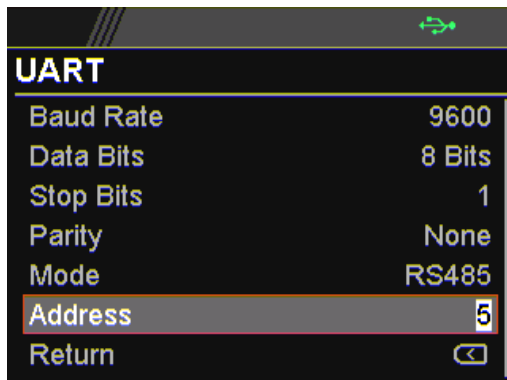 UART
Baud Rate 9600
Data Bits 8 Bits
Stop Bits 1
Parity None
Mode RS485
Address 5
Return